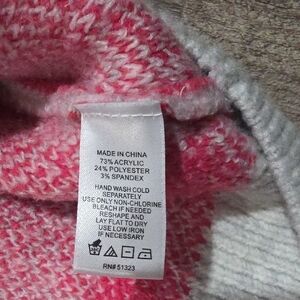 MADE IN CHINA
73% ACRYLIC
24% POLYESTER
3% SPANDEX
HAND WASH COLD
SEPARATELY
USE ONLY NON-CHLORINE
BLEACH IF NEEDED
RESHAPE AND
LAY FLAT TO DRY
USE LOW IRON
IF NECESSARY
RN# 51323